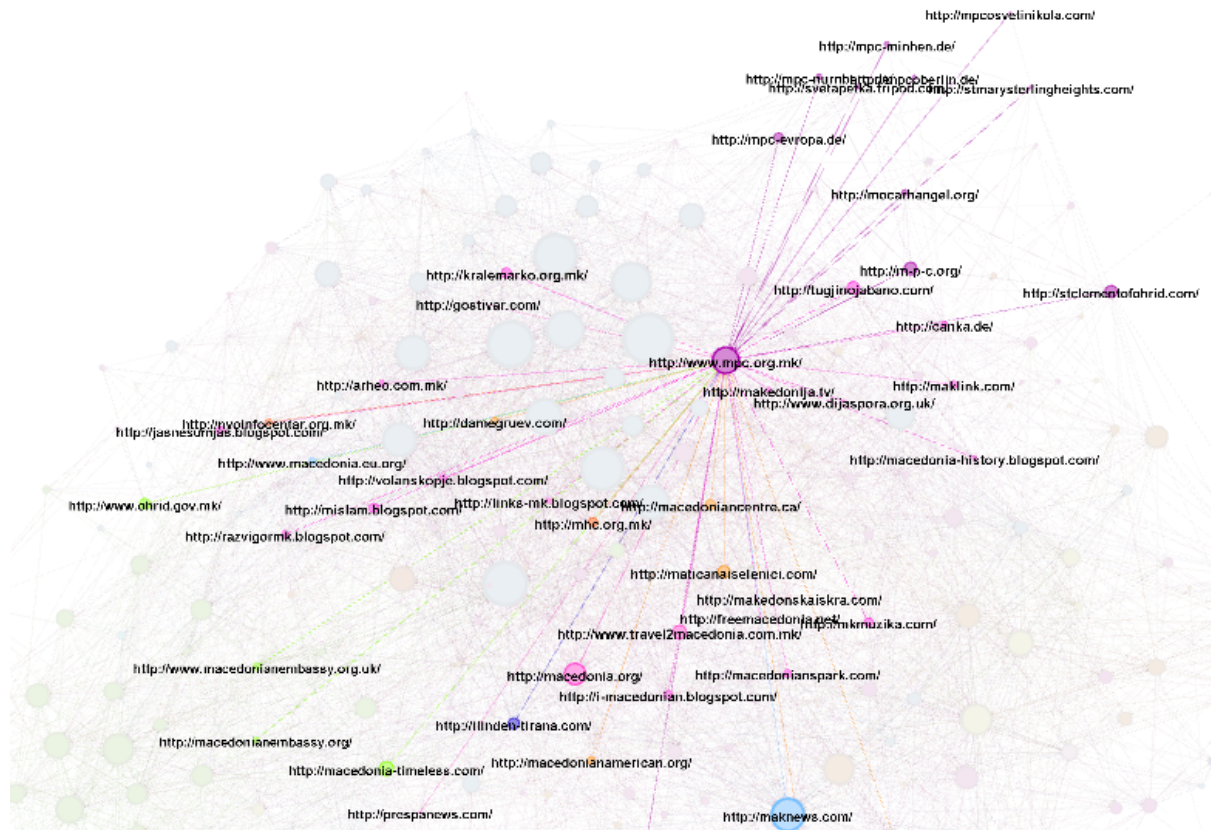 http://mpcosvetinikola.com/
http://mpc-minhen.de/
http://stmarysterlingheights.com/
http://mpc-evropa.de/
http://mocarhangel.org/
http://kralemarko.org.mk/
http://m-p-c.org/
http://tugjinojabano.com/
http://stclementofohrid.com/
http://gostivar.com/
http://canka.de/
http://www.mpc.org.mk/
http://arheo.com.mk/
http://makedonija.tv/
http://maklink.com/
http://www.dijaspora.org.uk/
http://nvoinfocentar.org.mk/
http://damegruev.com/
http://jasnesumjas.blogspot.com/
http://www.macedonia.eu.org/
http://macedonia-history.blogspot.com/
http://volanskopje.blogspot.com/
http://www.ohrid.gov.mk/
http://mislam.blogspot.com/
http://links-mk.blogspot.com/
http://macedoniancentre.ca/
http://mhc.org.mk/
http://razvigormk.blogspot.com/
http://maticanaiselenici.com/
http://makedonskaiskra.com/
http://freemacedonia.net/
http://mkmuzika.com/
http://www.travel2macedonia.com.mk/
http://www.macedonianembassy.org.uk/
http://macedonia.org/
http://macedonianspark.com/
http://i-macedonian.blogspot.com/
http://ilinden-tirana.com/
http://macedonianembassy.org/
http://macedonia-timeless.com/
http://macedonianamerican.org/
http://prespanews.com/
http://maknews.com/